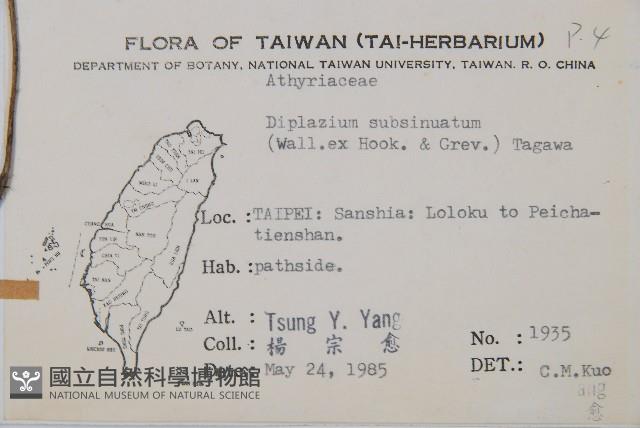 P. 4
FLORA OF TAIWAN (TAI-HERBARIUM)
DEPARTMENT OF BOTANY, NATIONAL TAIWAN UNIVERSITY, TAIWAN. R. O. CHINA
Athyriaceae
Diplazium subsinuatum
(Wall.ex Hook. & Grev.) Tagawa
Loc. : TAIPEI: Sanshia: Loloku to Peicha-
tienshan.
Hab. : pathside.
Alt. : Tsung Y. Yang
Coll. : 楊 宗 愈
Date: May 24, 1985
No. : 1935
DET.: C.M.Kuo
ang
愈
國立自然科學博物館
NATIONAL MUSEUM OF NATURAL SCIENCE